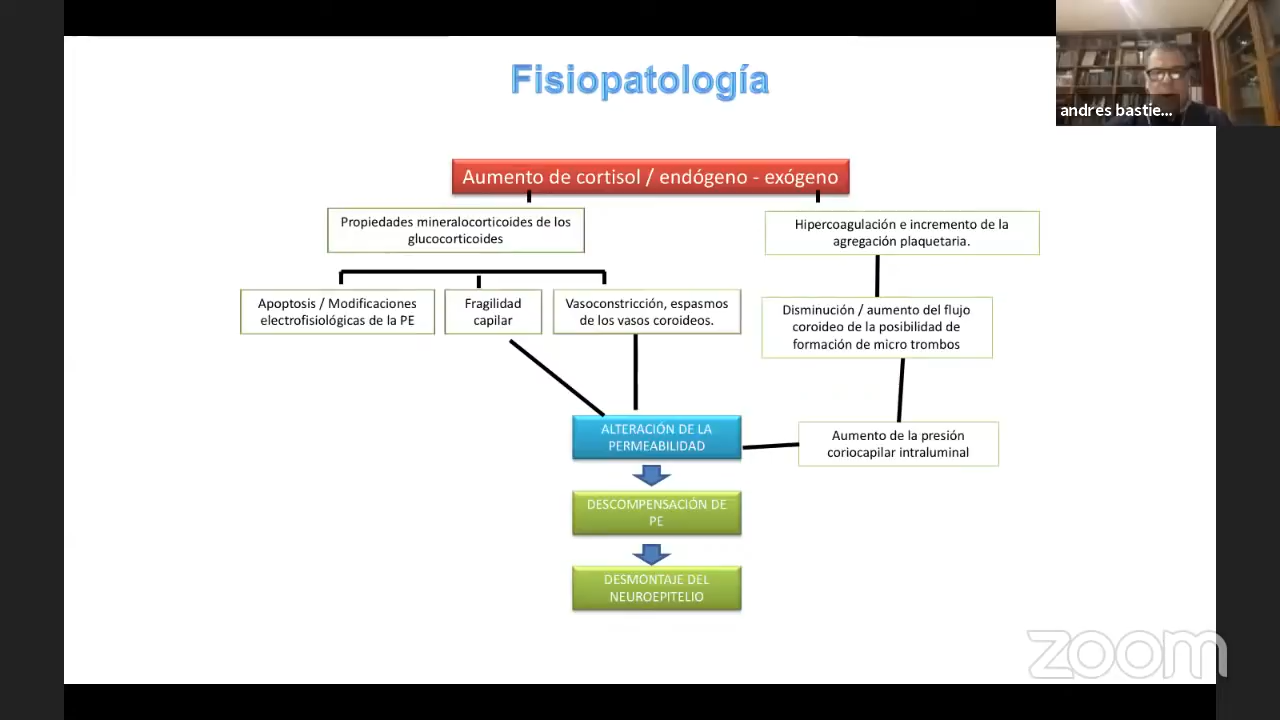 Fisiopatología
andres bastie...
Aumento de cortisol / endógeno - exógeno
Propiedades mineralocorticoides de los
glucocorticoides
Hipercoagulación e incremento de la
agregación plaquetaria.
Apoptosis / Modificaciones
electrofisiológicas de la PE
Fragilidad
capilar
Vasoconstricción, espasmos
de los vasos coroideos.
Disminución / aumento del flujo
coroideo de la posibilidad de
formación de micro trombos
ALTERACIÓN DE LA
PERMEABILIDAD
Aumento de la presión
coriocapilar intraluminal
DESCOMPENSACIÓN DE
PE
DESMONTAJE DEL
NEUROEPITELIO
zoom